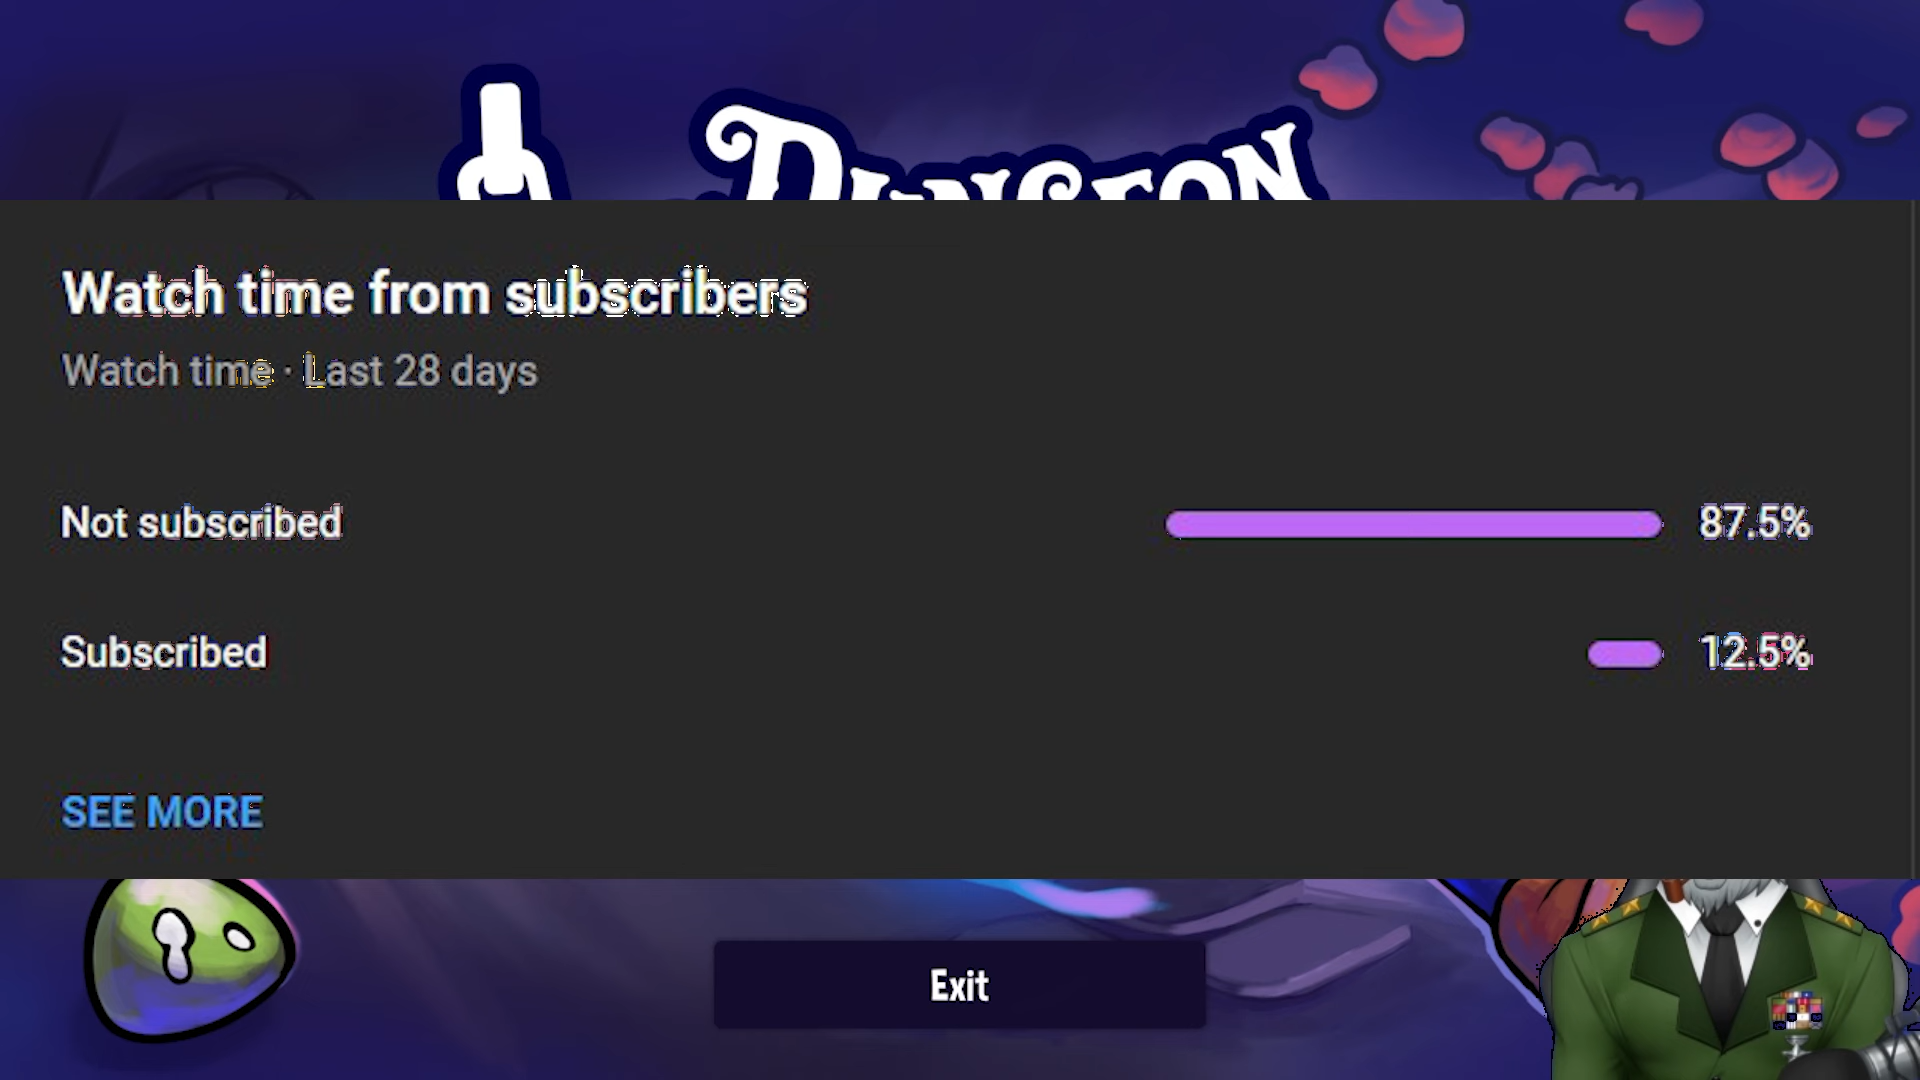 DUNGEON
Watch time from subscribers
Watch time · Last 28 days
Not subscribed 87.5%
Subscribed 12.5%
SEE MORE
Exit